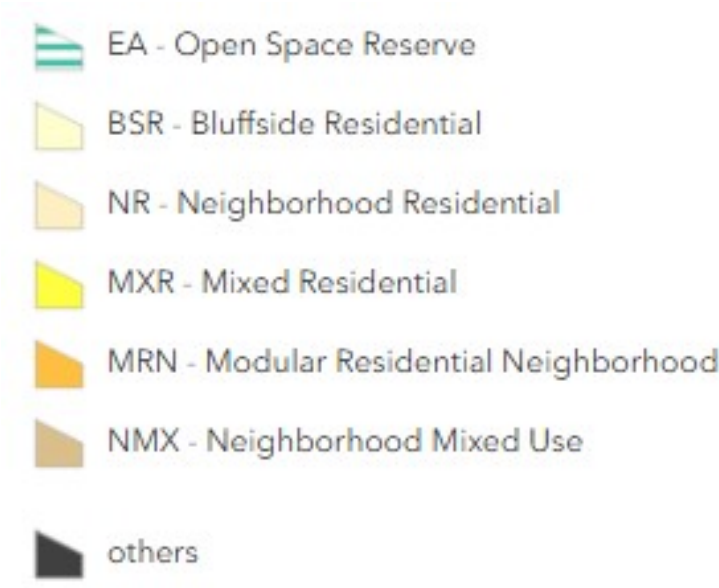 EA - Open Space Reserve
BSR - Bluffside Residential
NR - Neighborhood Residential
MXR - Mixed Residential
MRN - Modular Residential Neighborhood
NMX - Neighborhood Mixed Use
others